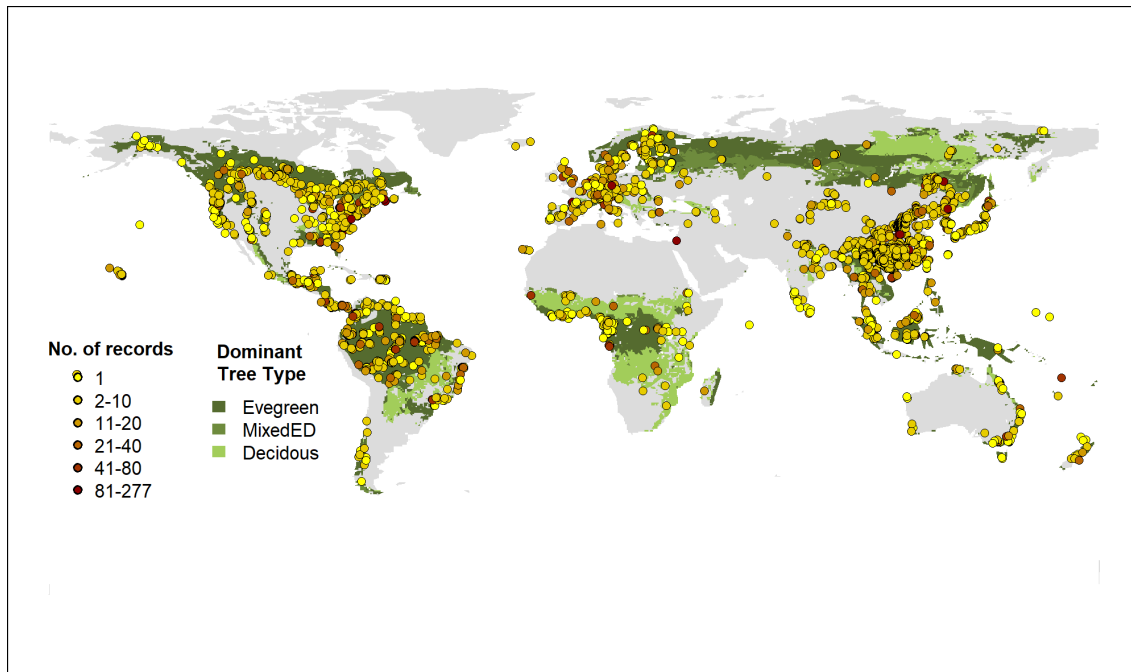 No. of records
1
2-10
11-20
21-40
41-80
81-277
Dominant
Tree Type
Evegreen
MixedED
Decidous